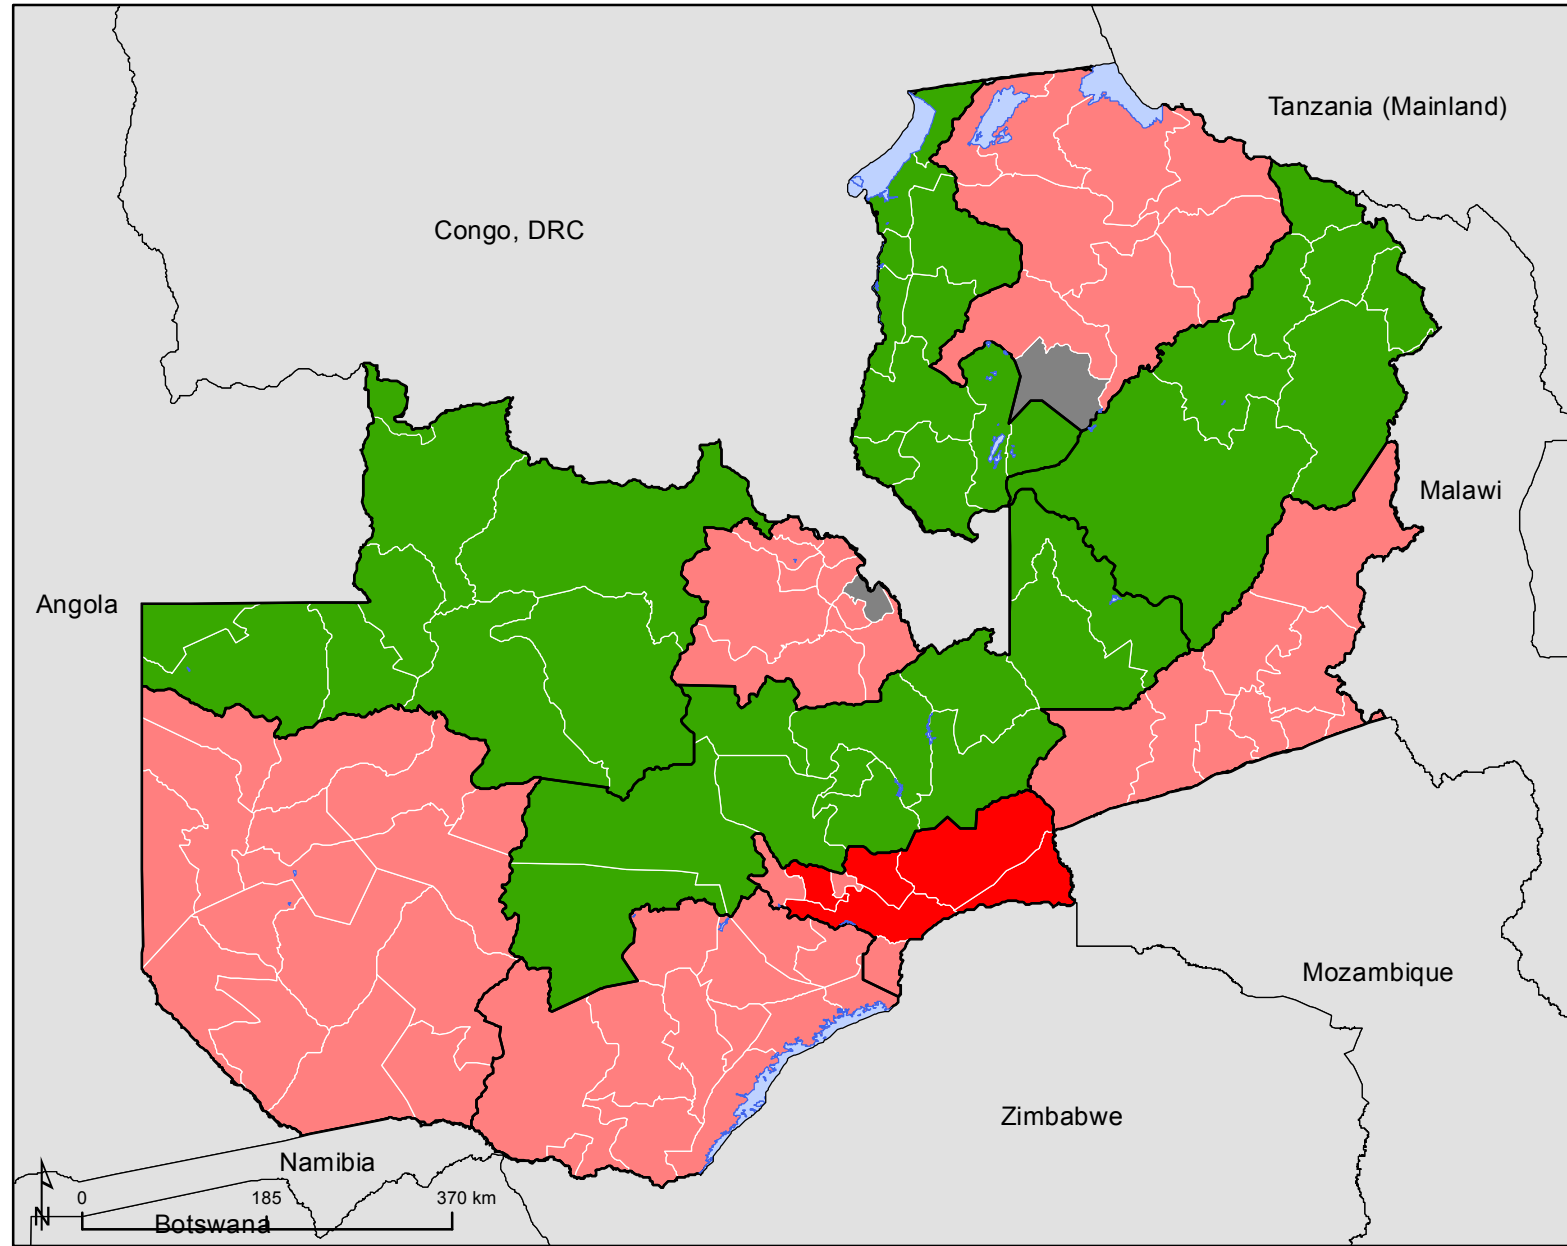 Tanzania (Mainland)
Congo, DRC
Malawi
Angola
Mozambique
Zimbabwe
Namibia
0 185 370 km
N
Botswana